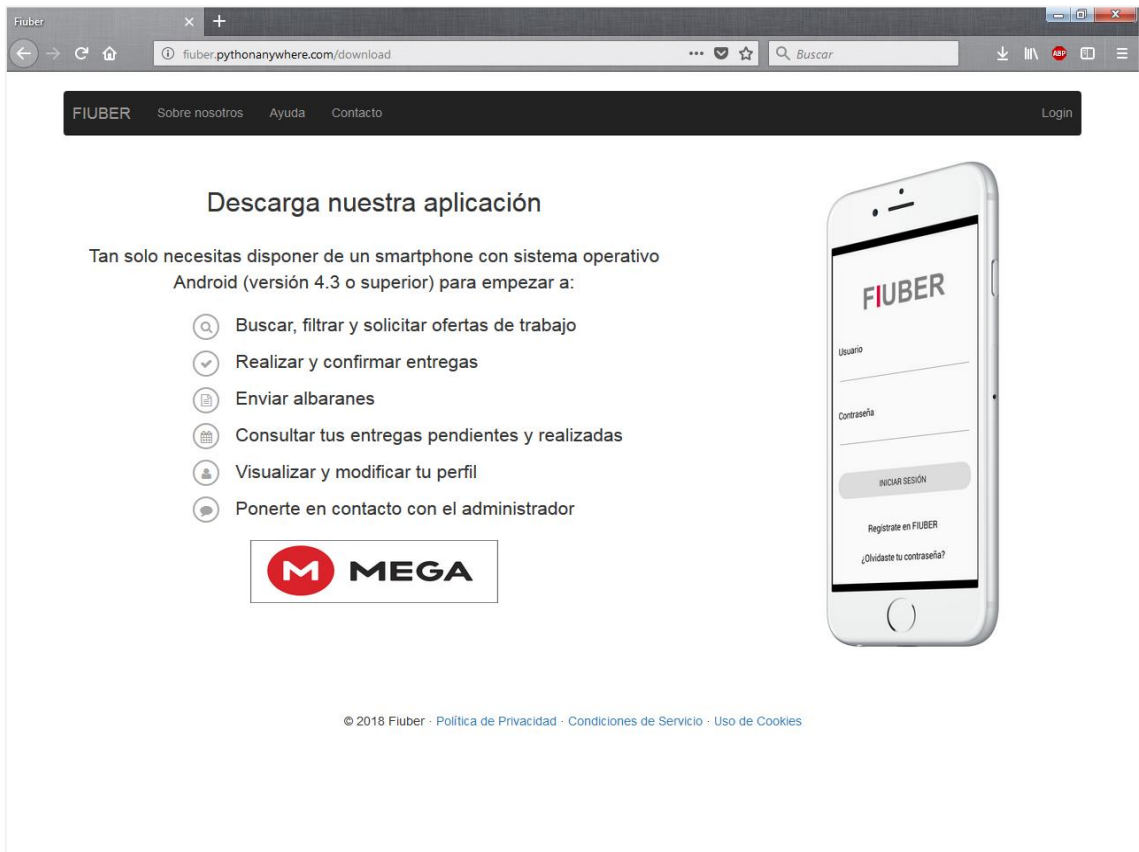 Fiuber
fiuber.pythonanywhere.com/download
Buscar
ABP
FIUBER Sobre nosotros Ayuda Contacto Login
Descarga nuestra aplicación
Tan solo necesitas disponer de un smartphone con sistema operativo
Android (versión 4.3 o superior) para empezar a:
Buscar, filtrar y solicitar ofertas de trabajo
Realizar y confirmar entregas
Enviar albaranes
Consultar tus entregas pendientes y realizadas
Visualizar y modificar tu perfil
Ponerte en contacto con el administrador
M MEGA
FIUBER
Usuario
Contraseña
INICIAR SESIÓN
Regístrate en FIUBER
¿Olvidaste tu contraseña?
© 2018 Fiuber · Política de Privacidad · Condiciones de Servicio · Uso de Cookies